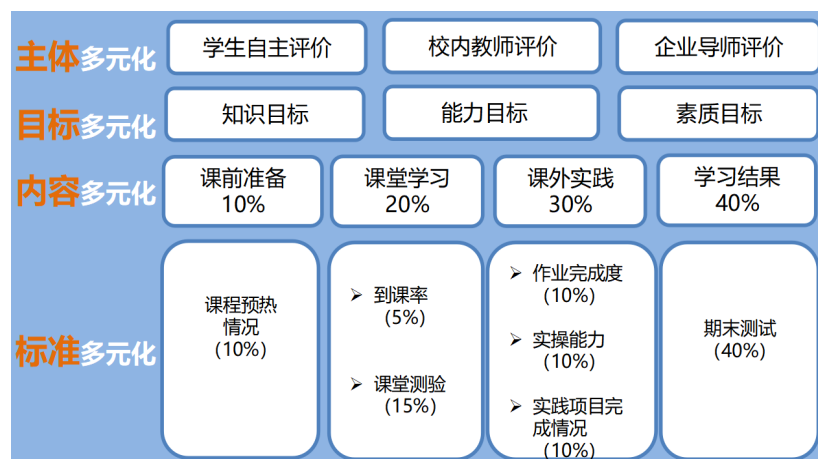 主体多元化
学生自主评价
校内教师评价
企业导师评价
目标多元化
知识目标
能力目标
素质目标
内容多元化
课前准备
10%
课堂学习
20%
课外实践
30%
学习结果
40%
标准多元化
课程预热
情况
(10%)
➢ 到课率
(5%)
➢ 课堂测验
(15%)
➢ 作业完成度
(10%)
➢ 实操能力
(10%)
➢ 实践项目完
成情况
(10%)
期末测试
(40%)